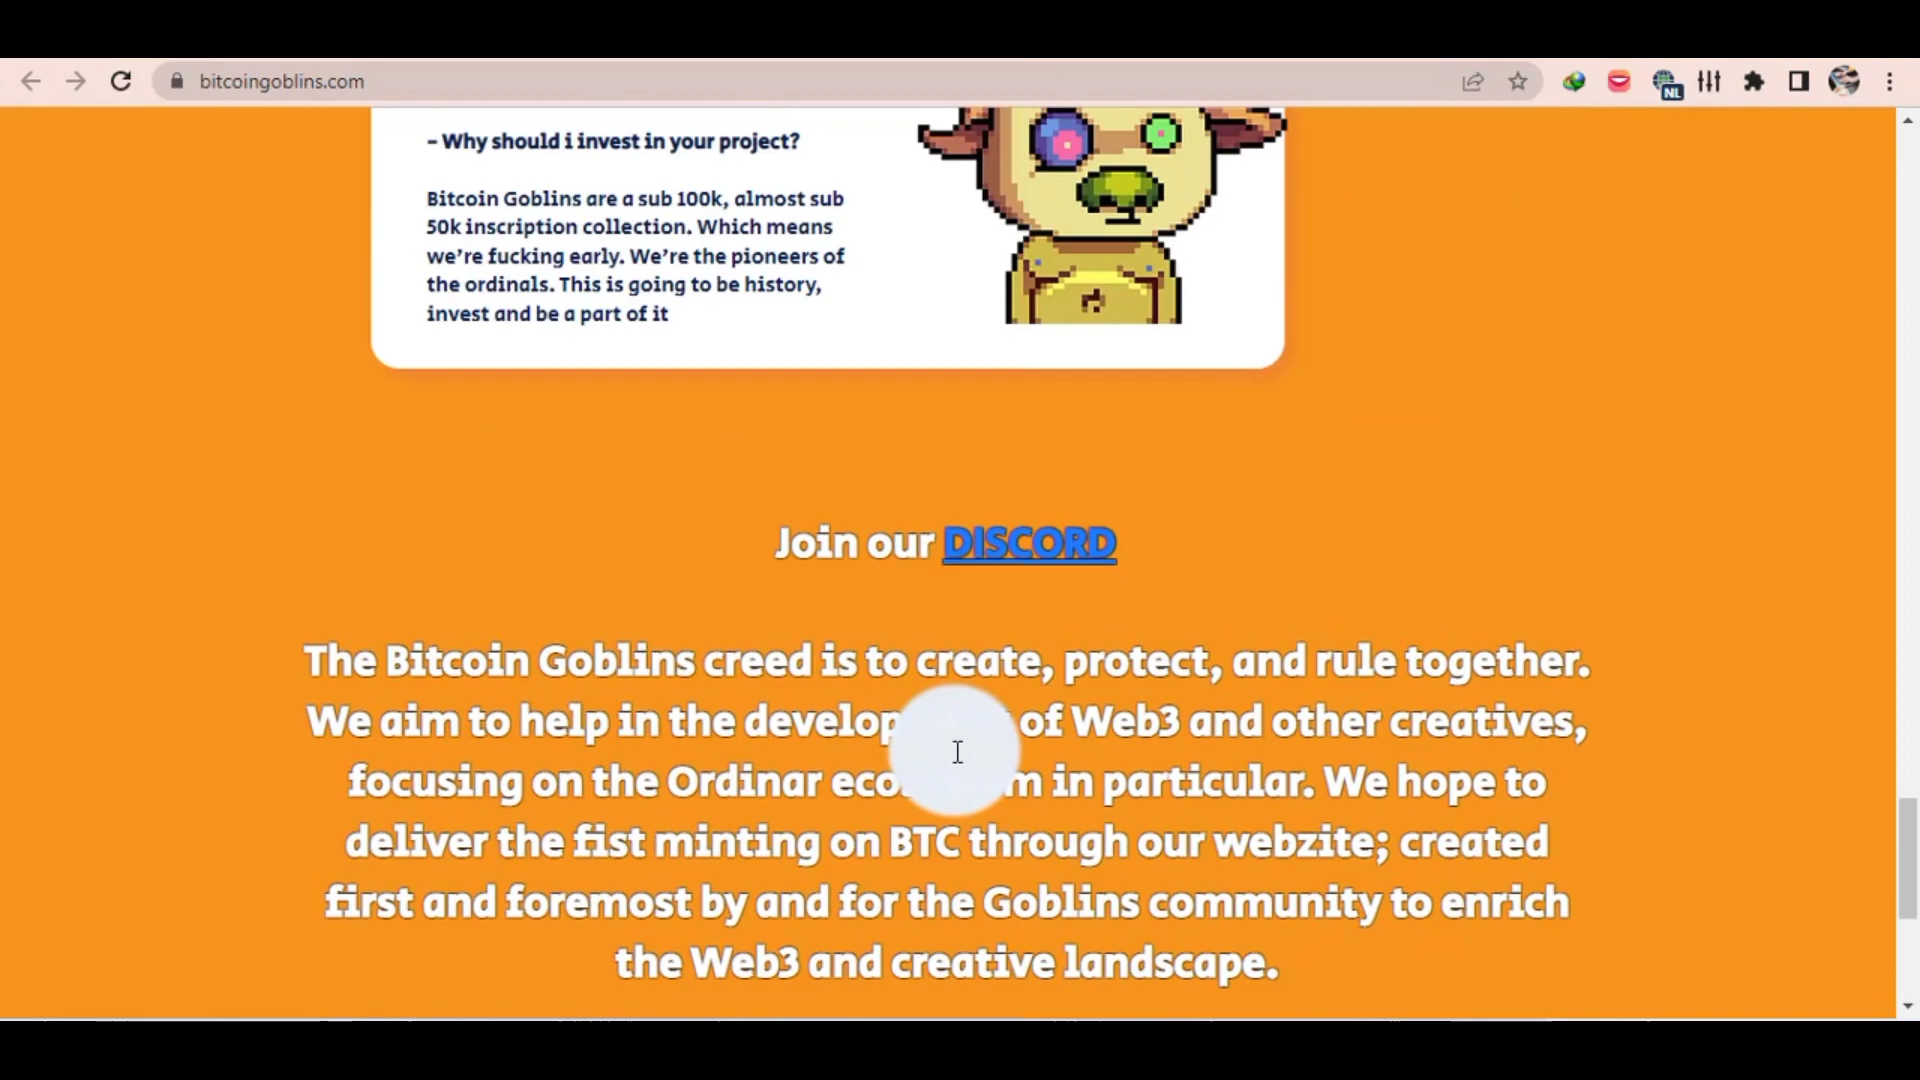 bitcoingoblins.com
NL
- Why should i invest in your project?
Bitcoin Goblins are a sub 100k, almost sub
50k inscription collection. Which means
we're fucking early. We're the pioneers of
the ordinals. This is going to be history,
invest and be a part of it
Join our DISCORD
The Bitcoin Goblins creed is to create, protect, and rule together.
We aim to help in the of Web3 and other creatives,
focusing on the Ordinar in particular. We hope to
deliver the fist minting on BTC through our webzite; created
first and foremost by and for the Goblins community to enrich
the Web3 and creative landscape.